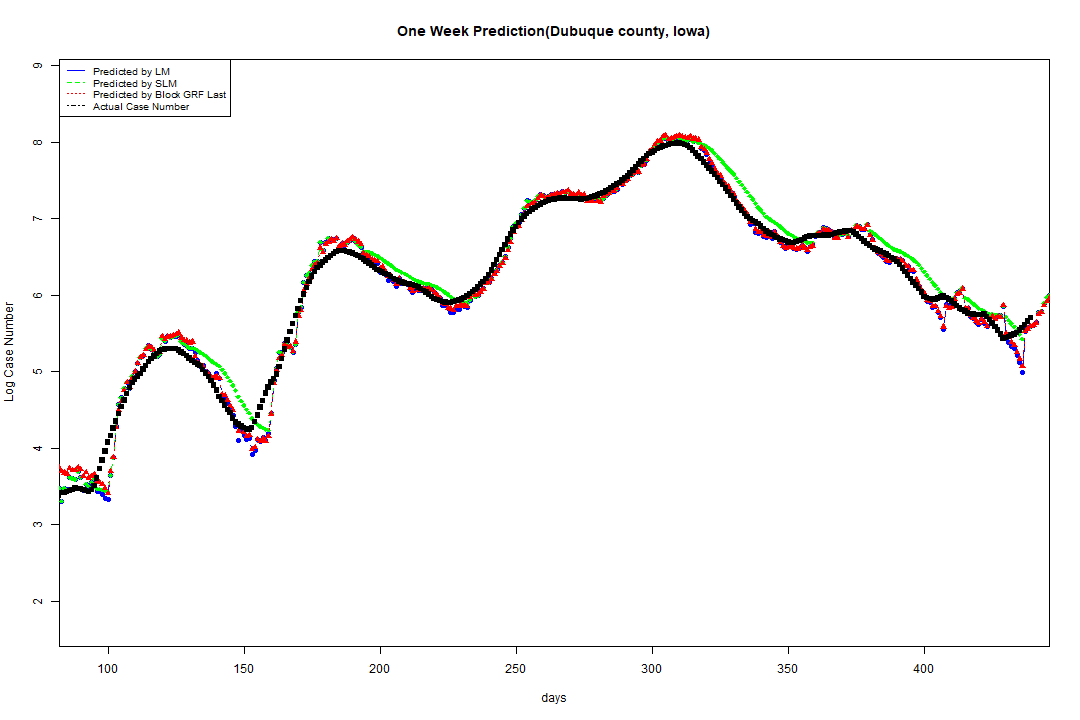 One Week Prediction(Dubuque county, Iowa)
Predicted by LM
Predicted by SLM
Predicted by Block GRF Last
Actual Case Number
9
8
7
6
5
4
3
2
Log Case Number
100 150 200 250 300 350 400
days